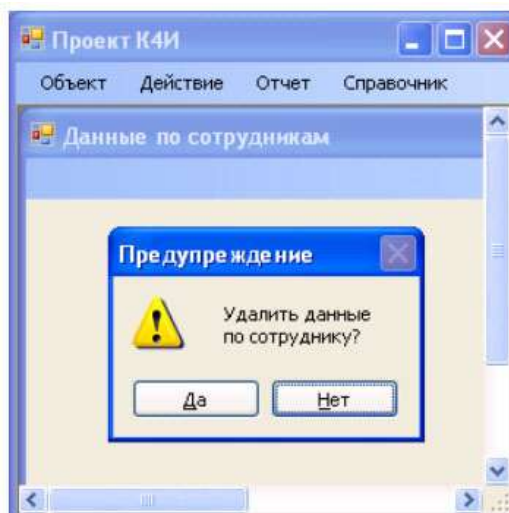 Проект К4И
Объект Действие Отчет Справочник
Данные по сотрудникам
Предупреждение
Удалить данные
по сотруднику?
Да Нет